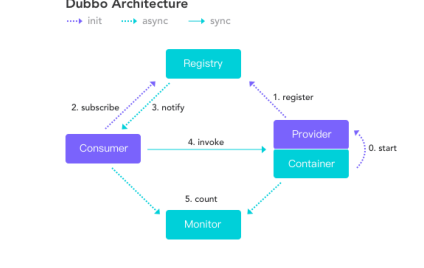 Dubbo Architecture
init async sync
Registry
1. register
2. subscribe 3. notify
Provider
4. invoke
0. start
Consumer
Container
5. count
Monitor